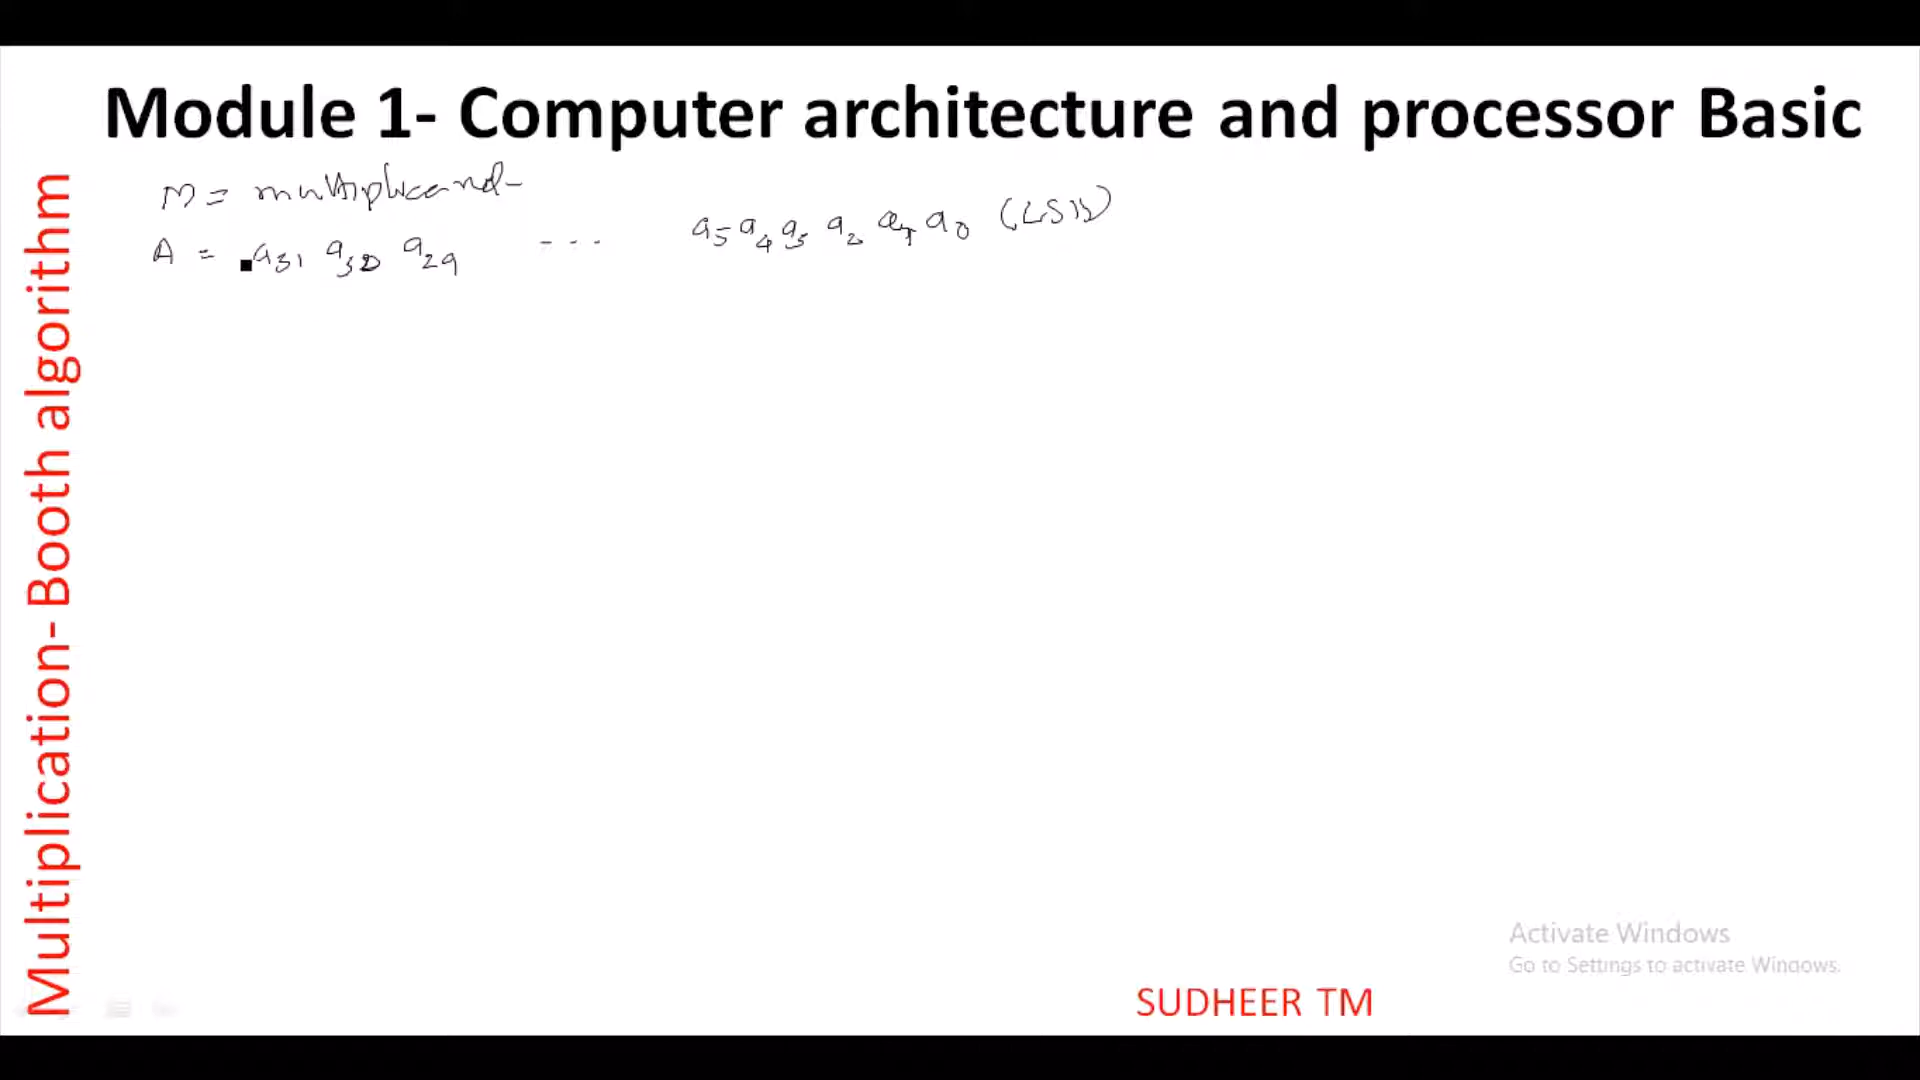 Module 1- Computer architecture and processor Basic
Multiplication- Booth algorithm
M = multiplicand
A = a31 a30 a29 --- a5 a4 a3 a2 a1 a0 (LSB)
Activate Windows
Go to Settings to activate Windows.
SUDHEER TM